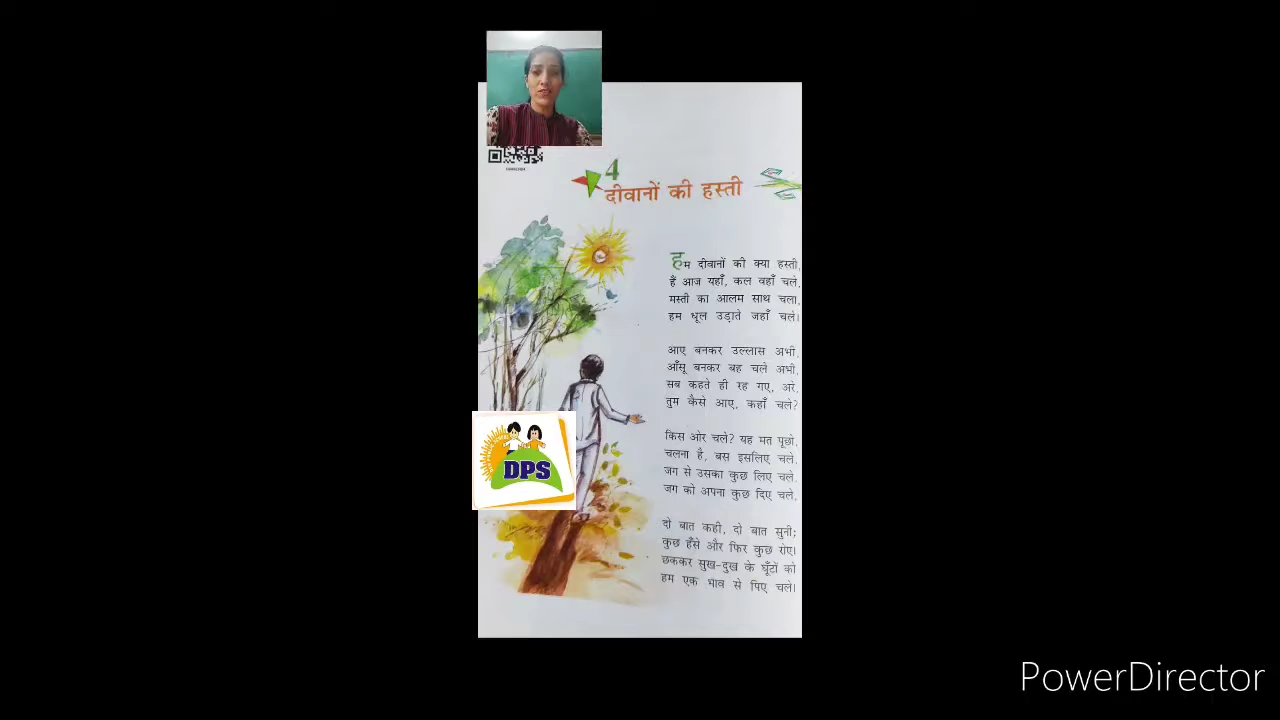 4
दीवानों की हस्ती
हम दीवानों की क्या हस्ती,
हैं आज यहाँ, कल वहाँ चले,
मस्ती का आलम साथ चला,
हम धूल उड़ाते जहाँ चले।
आए बनकर उल्लास अभी,
आँसू बनकर बह चले अभी,
सब कहते ही रह गए, अरे,
तुम कैसे आए, कहाँ चले?
किस ओर चले? यह मत पूछो,
चलना है, बस इसलिए चले,
जग से उसका कुछ लिए चले,
जग को अपना कुछ दिए चले,
दो बात कही, दो बात सुनी;
कुछ हँसे और फिर कुछ रोए।
छककर सुख-दुख के घूँटों को
हम एक भाव से पिए चले।
DPS
PowerDirector